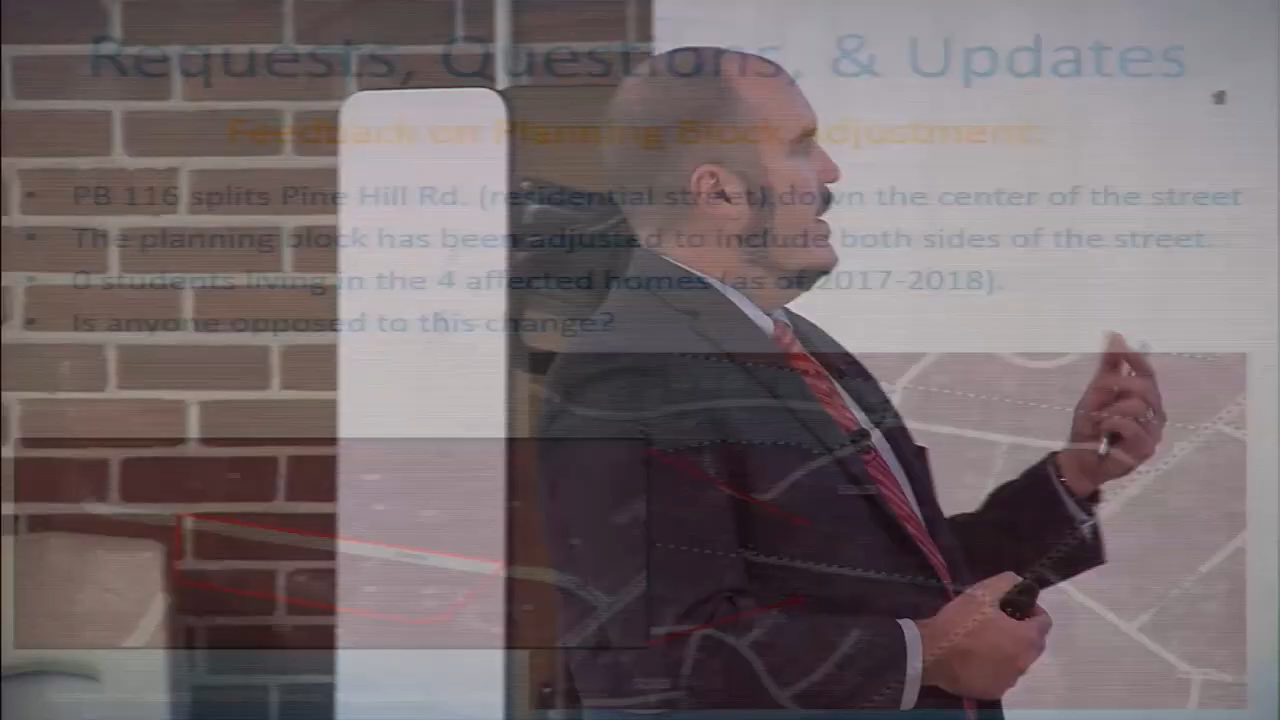 Requests, Questions, & Updates
Feedback on Planning Block Adjustment:
• PB 116 splits Pine Hill Rd. (residential street) down the center of the street
• The planning block has been adjusted to include both sides of the street.
• 0 students living in the 4 affected homes (as of 2017-2018).
• Is anyone opposed to this change?